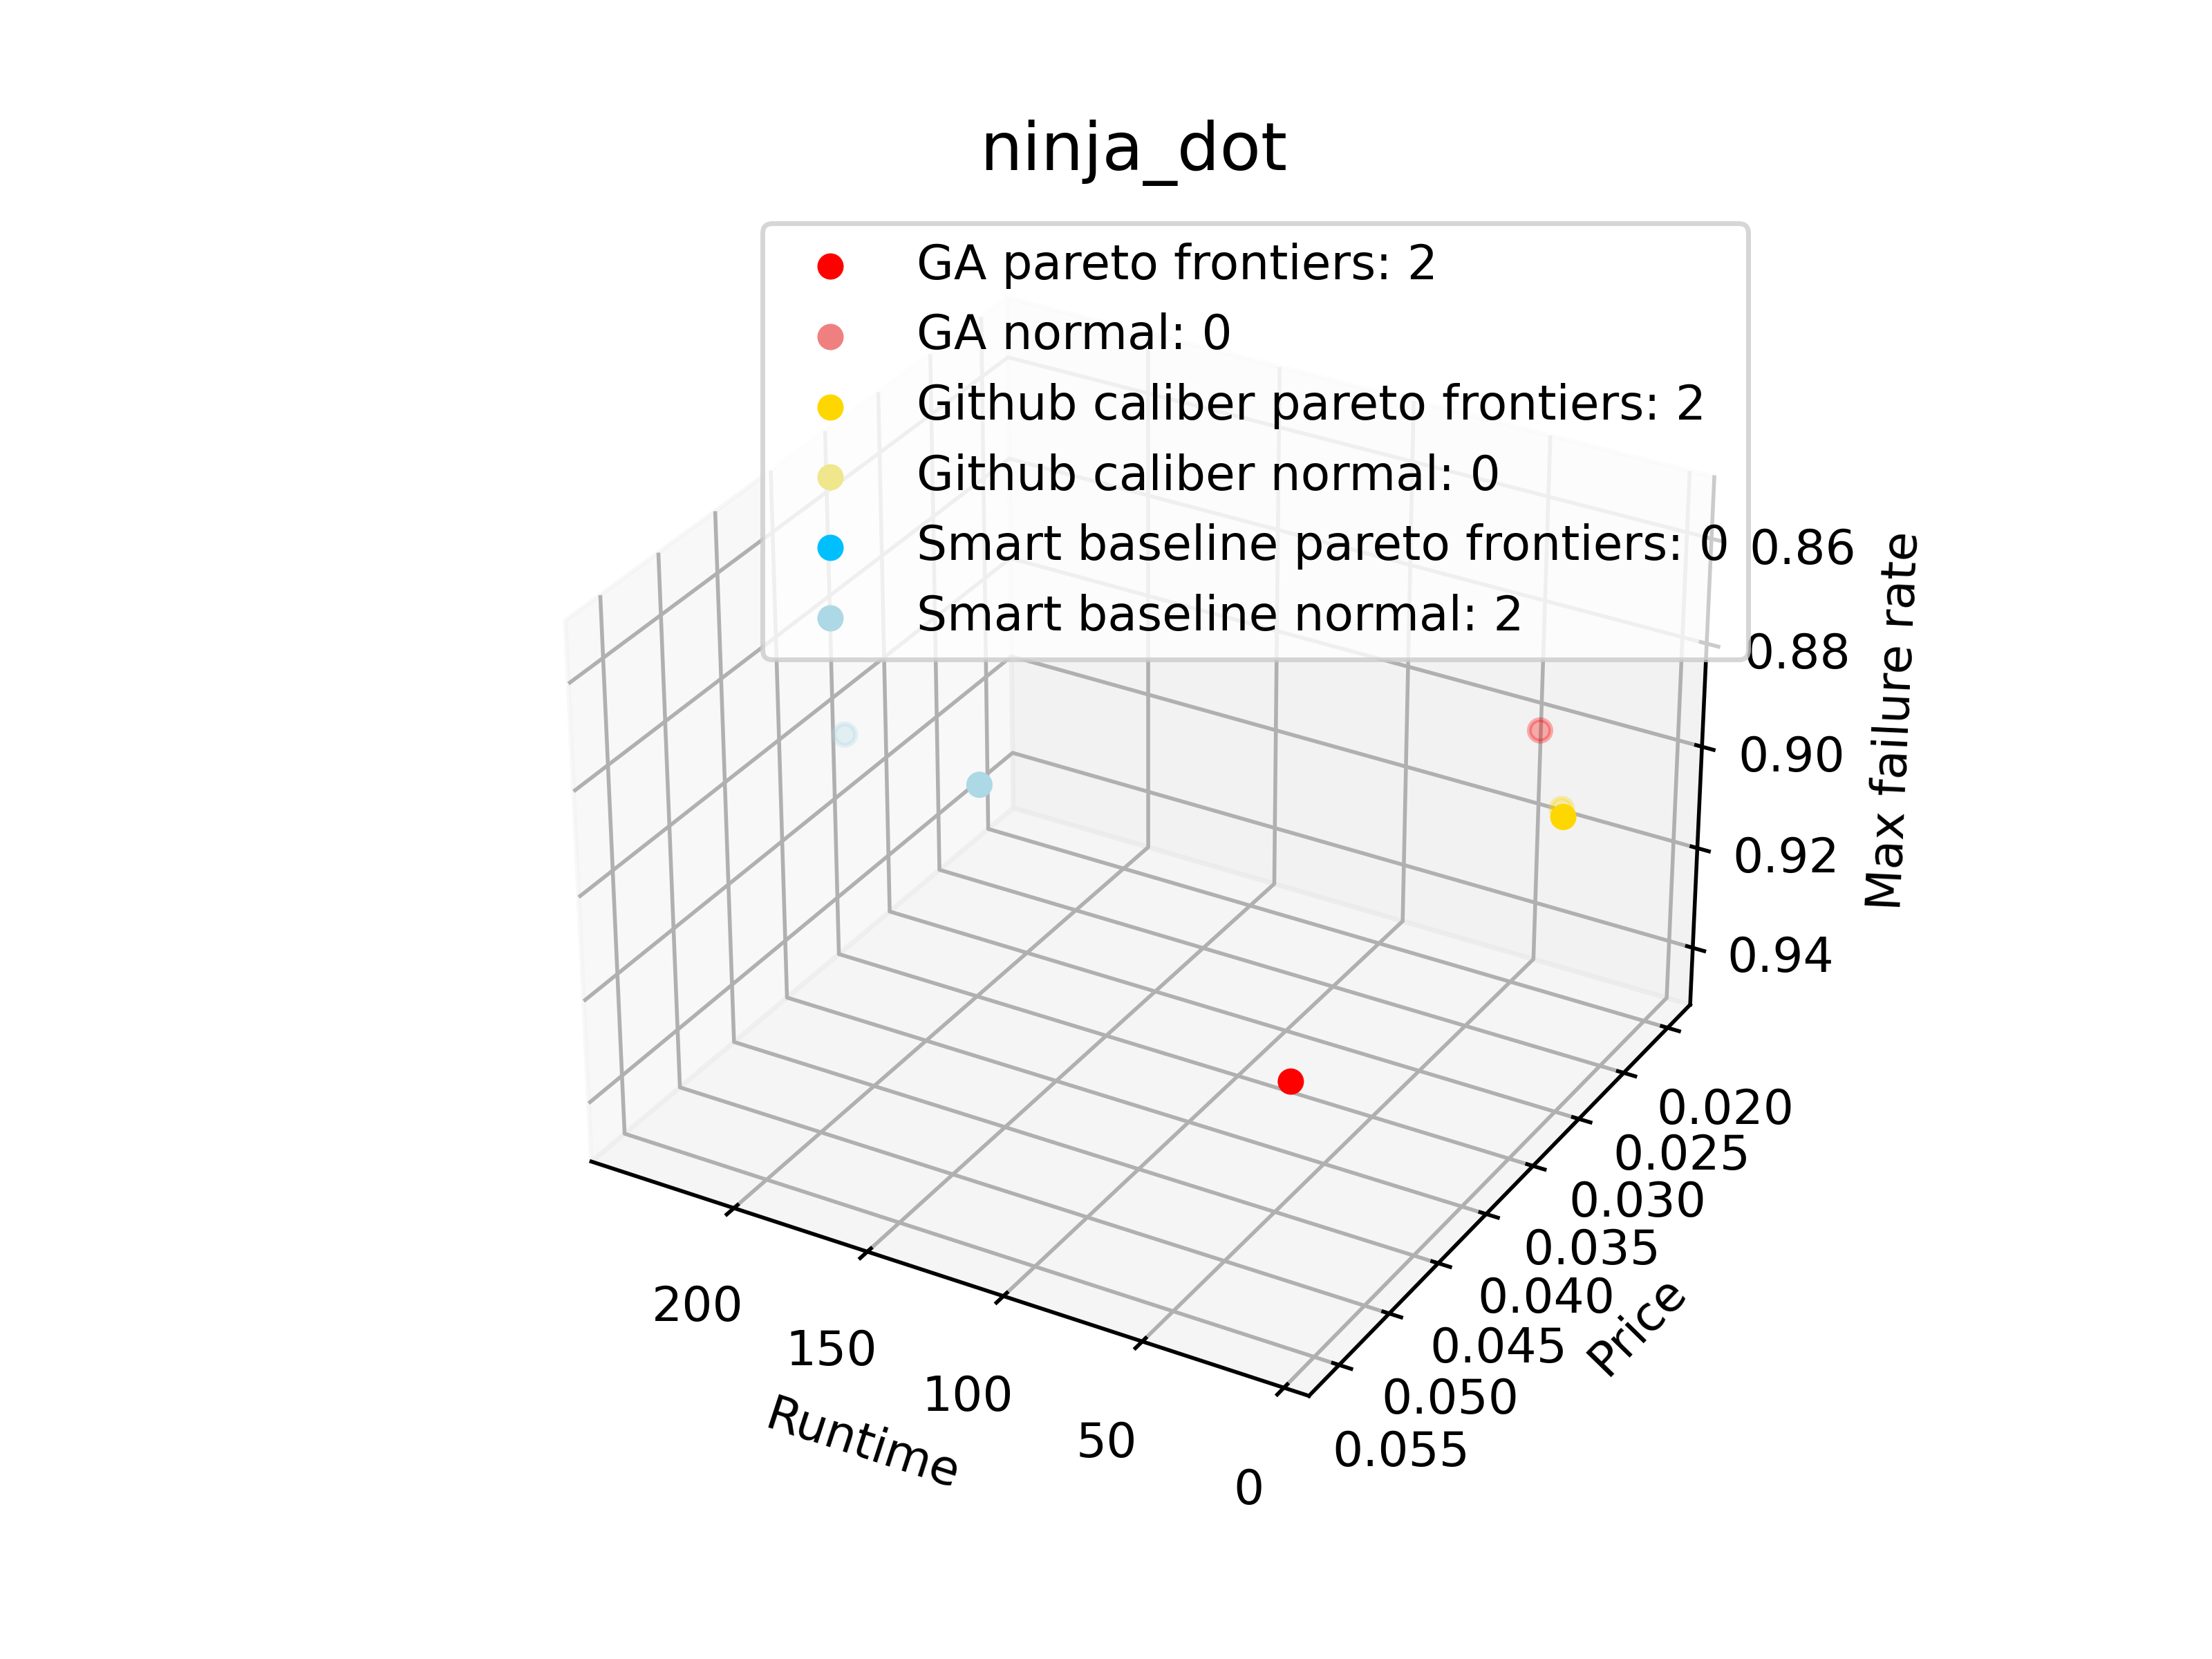 ninja_dot
GA pareto frontiers: 2
GA normal: 0
Github caliber pareto frontiers: 2
Github caliber normal: 0
Smart baseline pareto frontiers: 0
Smart baseline normal: 2
0.86
0.88
0.90
0.92
0.94
Max failure rate
0.020
0.025
0.030
0.035
0.040
0.045
0.050
0.055
Price
200
150
100
50
0
Runtime